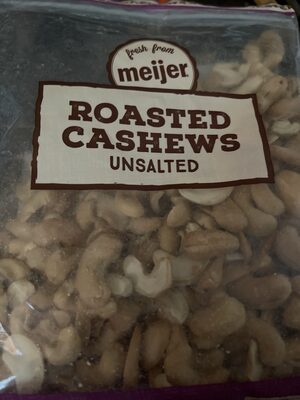 fresh from
meijer
ROASTED
CASHEWS
UNSALTED